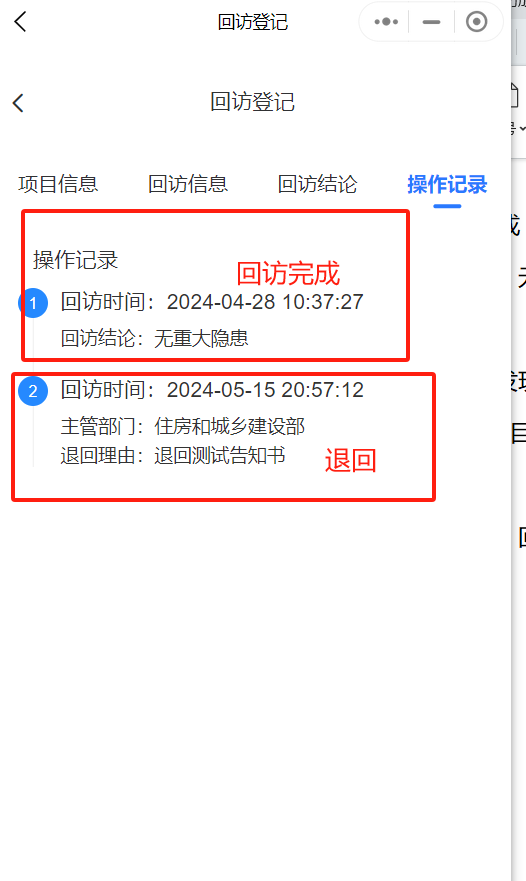 回访登记
回访登记
项目信息 回访信息 回访结论 操作记录
操作记录
回访完成
1 回访时间：2024-04-28 10:37:27
回访结论：无重大隐患
2 回访时间：2024-05-15 20:57:12
主管部门：住房和城乡建设部
退回理由：退回测试告知书
退回